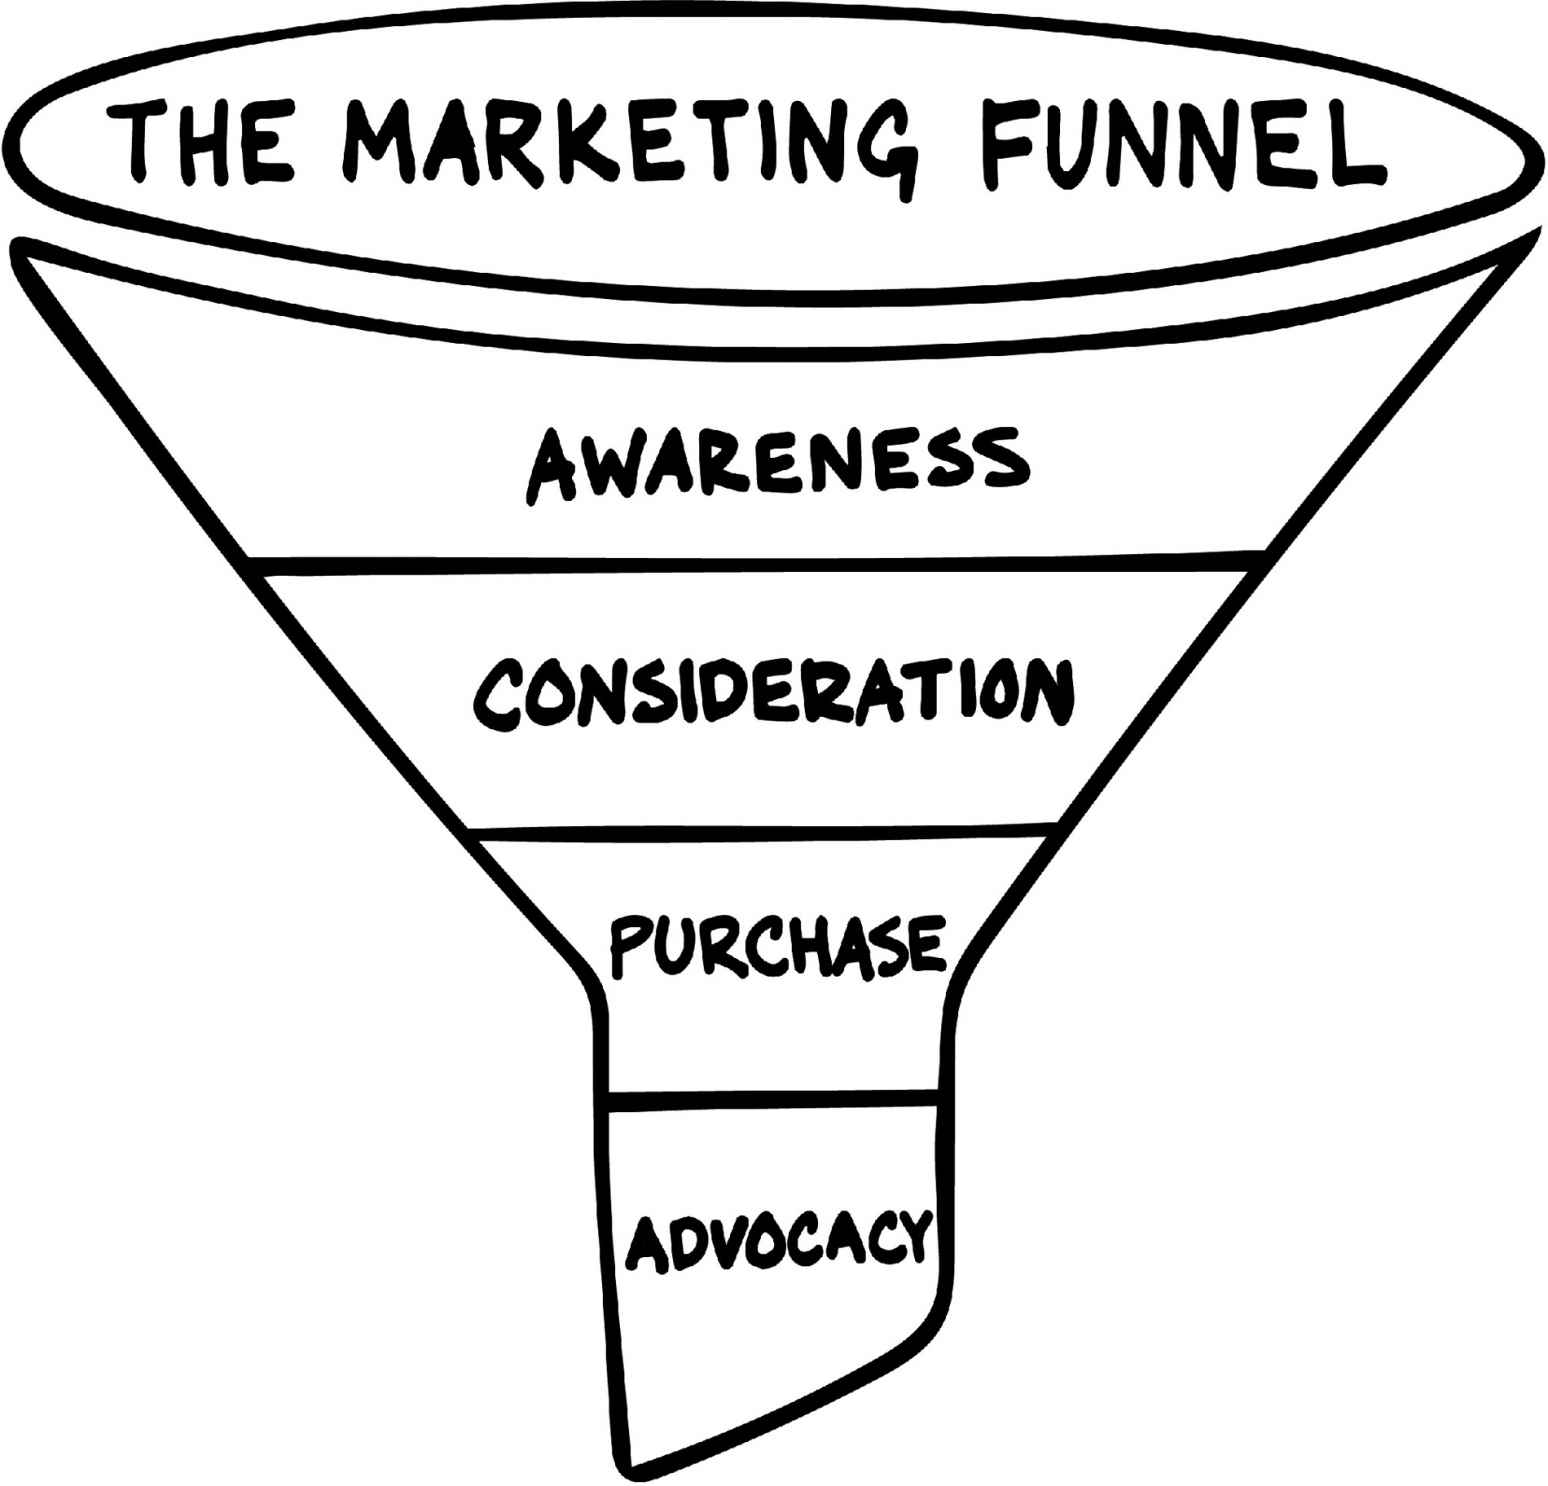 THE MARKETING FUNNEL
AWARENESS
CONSIDERATION
PURCHASE
ADVOCACY